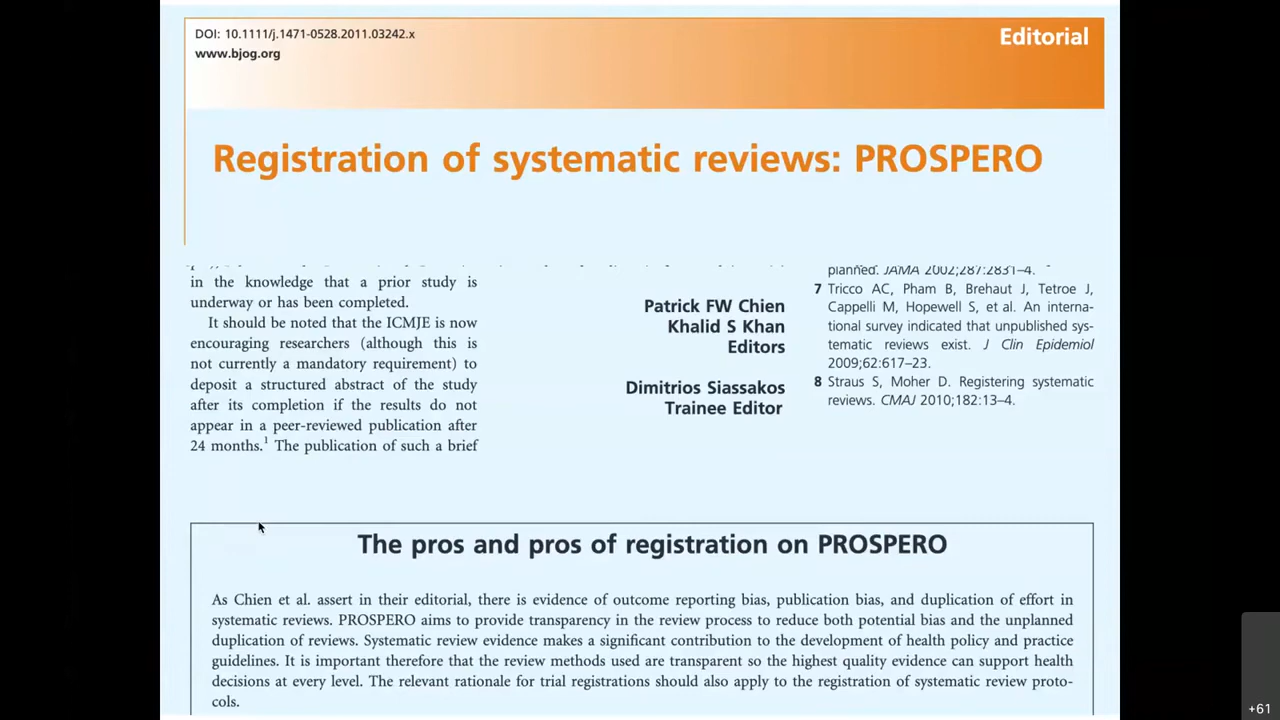 DOI: 10.1111/j.1471-0528.2011.03242.x
www.bjog.org
Editorial
Registration of systematic reviews: PROSPERO
in the knowledge that a prior study is
underway or has been completed.
It should be noted that the ICMJE is now
encouraging researchers (although this is
not currently a mandatory requirement) to
deposit a structured abstract of the study
after its completion if the results do not
appear in a peer-reviewed publication after
24 months.1 The publication of such a brief
Patrick FW Chien
Khalid S Khan
Editors
Dimitrios Siassakos
Trainee Editor
planned. JAMA 2002;287:2831–4.
7 Tricco AC, Pham B, Brehaut J, Tetroe J,
Cappelli M, Hopewell S, et al. An interna-
tional survey indicated that unpublished sys-
tematic reviews exist. J Clin Epidemiol
2009;62:617–23.
8 Straus S, Moher D. Registering systematic
reviews. CMAJ 2010;182:13–4.
The pros and pros of registration on PROSPERO
As Chien et al. assert in their editorial, there is evidence of outcome reporting bias, publication bias, and duplication of effort in
systematic reviews. PROSPERO aims to provide transparency in the review process to reduce both potential bias and the unplanned
duplication of reviews. Systematic review evidence makes a significant contribution to the development of health policy and practice
guidelines. It is important therefore that the review methods used are transparent so the highest quality evidence can support health
decisions at every level. The relevant rationale for trial registrations should also apply to the registration of systematic review proto-
cols.
+61